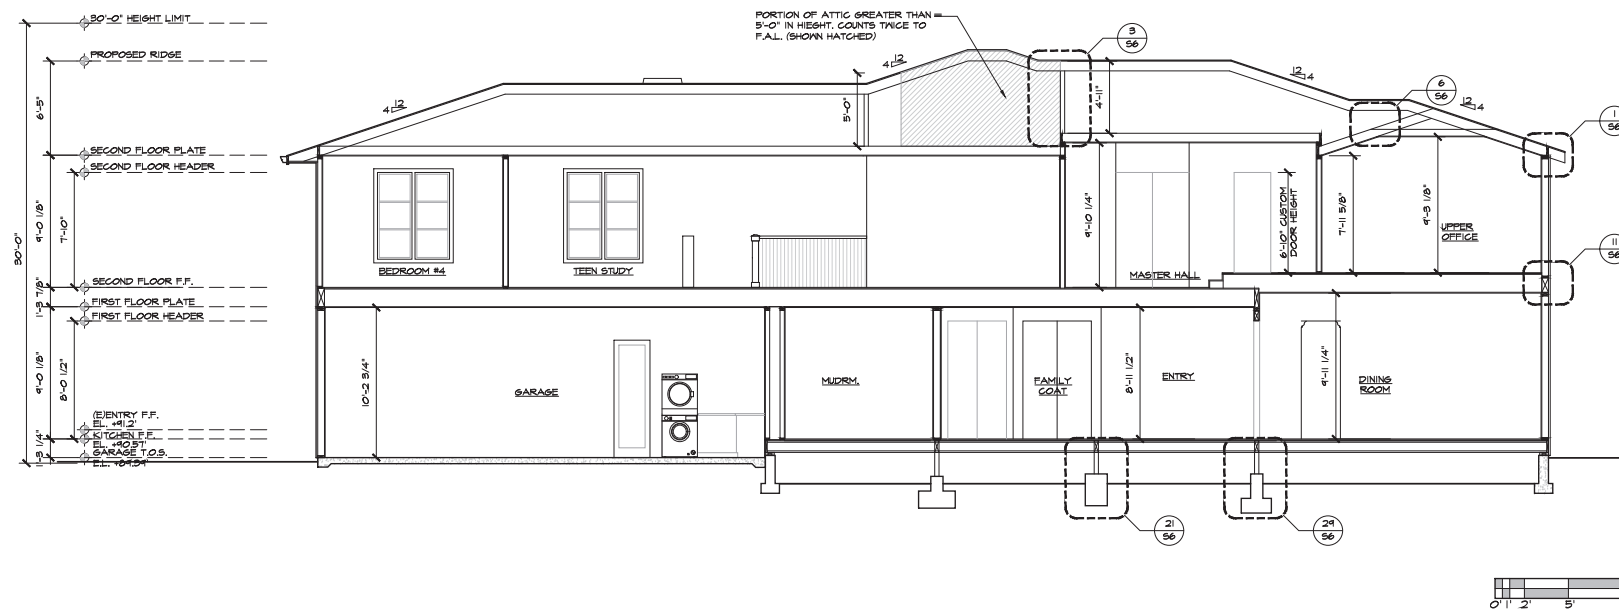 30'-0" HEIGHT LIMIT
PROPOSED RIDGE
SECOND FLOOR PLATE
SECOND FLOOR HEADER
SECOND FLOOR F.F.
FIRST FLOOR PLATE
FIRST FLOOR HEADER
(E)ENTRY F.F.
EL. +91.2'
KITCHEN F.F.
EL. +90.57'
GARAGE T.O.S.
30'-0"
6'-5"
9'-0 1/8"
7'-10"
1'-3 7/8"
9'-0 1/8"
8'-0 1/2"
1'-3 1/4"
PORTION OF ATTIC GREATER THAN =
5'-0" IN HIEGHT. COUNTS TWICE TO
F.A.L. (SHOWN HATCHED)
12
4
12
4
12
4
12
4
5'-0"
4'-11"
3
S6
6
S6
1
S6
11
S6
BEDROOM #4
TEEN STUDY
9'-10 1/4"
MASTER HALL
6'-10" CUSTOM
DOOR HEIGHT
7'-11 5/8"
9'-3 1/8"
UPPER
OFFICE
10'-2 3/4"
GARAGE
MUDRM.
FAMILY
COAT
8'-11 1/2"
ENTRY
9'-11 1/4"
DINING
ROOM
21
S6
29
S6
0' 1' 2' 5'